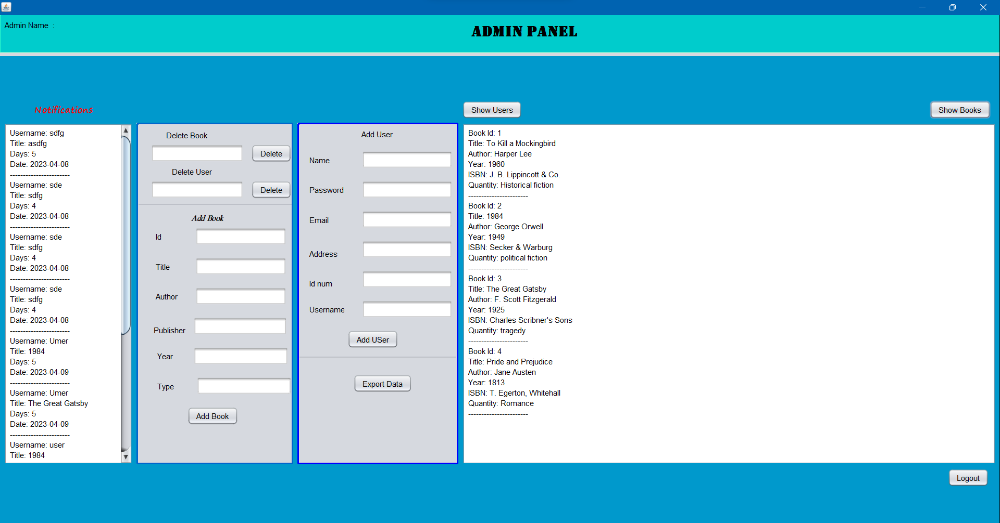 Admin Name :
ADMIN PANEL
Notifications
Username: sdfg
Title: asdfg
Days: 5
Date: 2023-04-08
-----------------------
Username: sde
Title: sdfg
Days: 4
Date: 2023-04-08
-----------------------
Username: sde
Title: sdfg
Days: 4
Date: 2023-04-08
-----------------------
Username: sde
Title: sdfg
Days: 4
Date: 2023-04-08
-----------------------
Username: Umer
Title: 1984
Days: 5
Date: 2023-04-09
-----------------------
Username: Umer
Title: The Great Gatsby
Days: 5
Date: 2023-04-09
-----------------------
Username: user
Title: 1984
Delete Book
Delete
Delete User
Delete
Add Book
Id
Title
Author
Publisher
Year
Type
Add Book
Add User
Name
Password
Email
Address
Id num
Username
Add USer
Export Data
Show Users
Show Books
Book Id: 1
Title: To Kill a Mockingbird
Author: Harper Lee
Year: 1960
ISBN: J. B. Lippincott & Co.
Quantity: Historical fiction
-----------------------
Book Id: 2
Title: 1984
Author: George Orwell
Year: 1949
ISBN: Secker & Warburg
Quantity: political fiction
-----------------------
Book Id: 3
Title: The Great Gatsby
Author: F. Scott Fitzgerald
Year: 1925
ISBN: Charles Scribner's Sons
Quantity: tragedy
-----------------------
Book Id: 4
Title: Pride and Prejudice
Author: Jane Austen
Year: 1813
ISBN: T. Egerton, Whitehall
Quantity: Romance
-----------------------
Logout